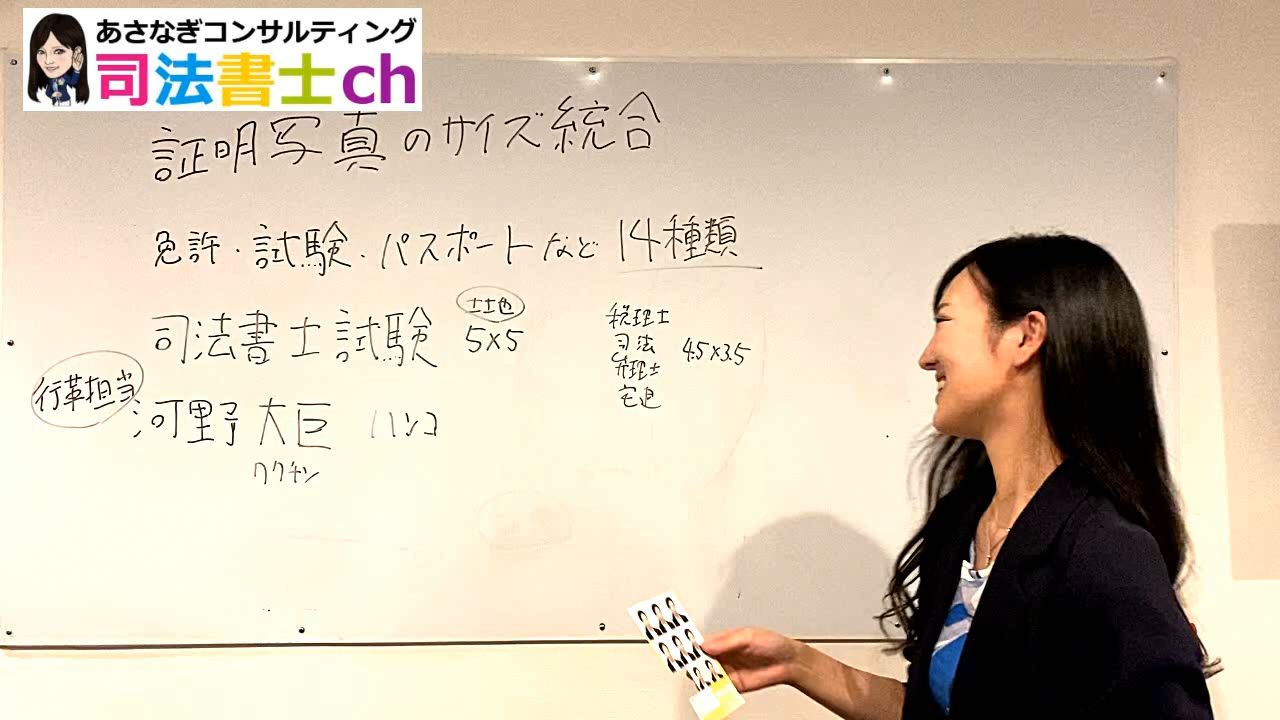 あさなぎコンサルティング
司法書士ch
証明写真のサイズ統合
免許・試験・パスポートなど 14種類
司法書士試験 5×5
税理士
司法 4.5×3.5
弁理士
宅建
行革担当
河野 大臣 ハンコ
ワクチン